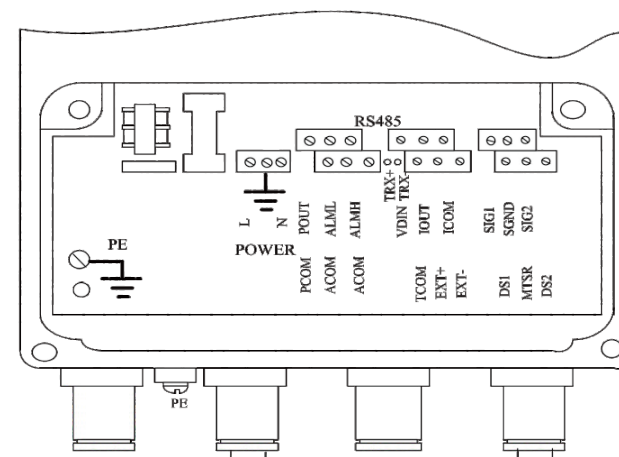 RS485
TRX+
TRX-
L
N
POWER
PE
POUT
ALML
ALMH
VDIN
IOUT
ICOM
SIG1
SGND
SIG2
PCOM
ACOM
ACOM
TCOM
EXT+
EXT-
DS1
MTSR
DS2
PE